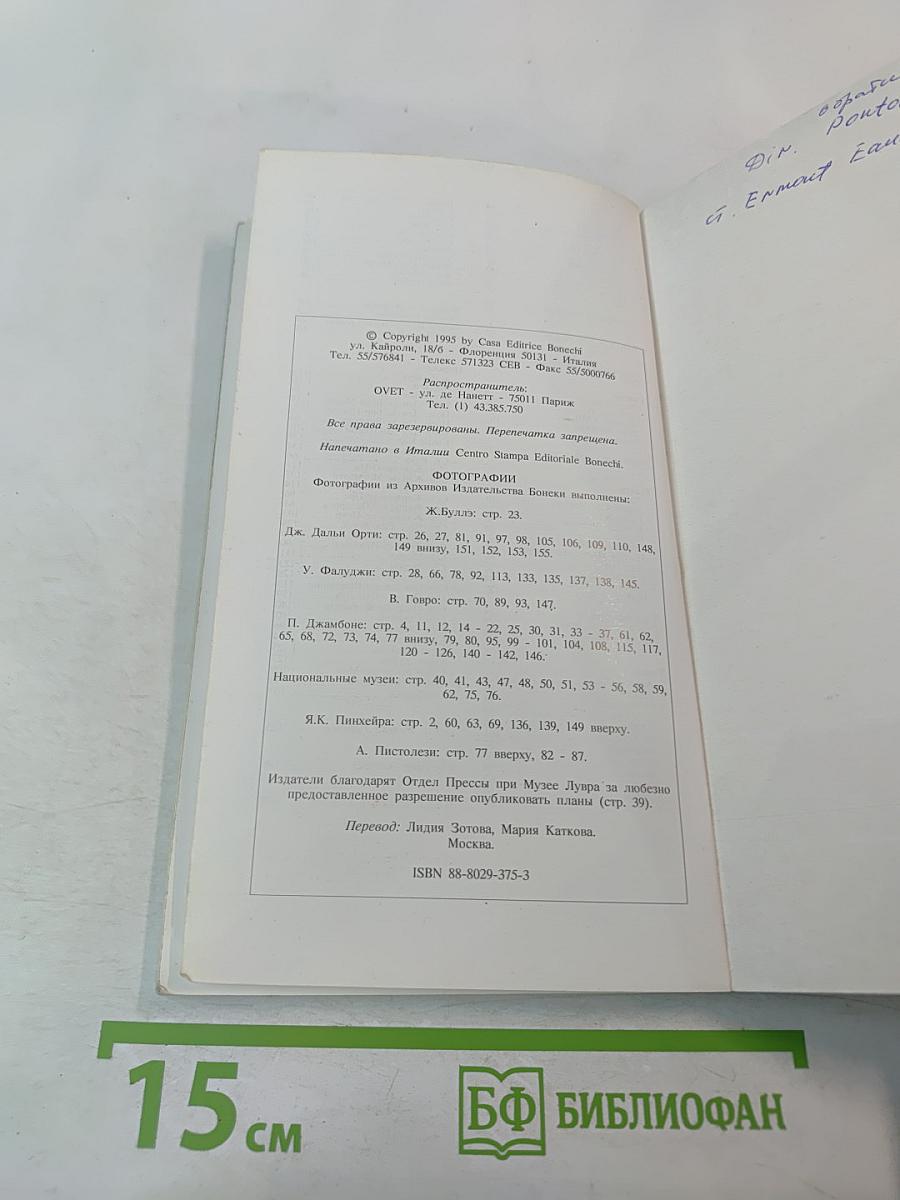 © Copyright 1995 by Casa Editrice Bonechi
ул. Кайроли, 18/б - Флоренция 50131 - Италия
Тел. 55/576841 - Телекс 571323 CEB - Факс 55/5000766
Распространитель:
OVET - ул. де Нанетт - 75011 Париж
Тел. (1) 43.385.750
Все права зарезервированы. Перепечатка запрещена.
Напечатано в Италии Centro Stampa Editoriale Bonechi.
ФОТОГРАФИИ
Фотографии из Архивов Издательства Бонеки выполнены:
Ж.Буллэ: стр. 23.
Дж. Дальи Орти: стр. 26, 27, 81, 91, 97, 98, 105, 106, 109, 110, 148,
149 внизу, 151, 152, 153, 155.
У. Фалуджи: стр. 28, 66, 78, 92, 113, 133, 135, 137, 138, 145.
В. Говро: стр. 70, 89, 93, 147.
П. Джамбоне: стр. 4, 11, 12, 14 - 22, 25, 30, 31, 33 - 37, 61, 62,
65, 68, 72, 73, 74, 77 внизу, 79, 80, 95, 99 - 101, 104, 108, 115, 117,
120 - 126, 140 - 142, 146.
Национальные музеи: стр. 40, 41, 43, 47, 48, 50, 51, 53 - 56, 58, 59,
62, 75, 76.
Я.К. Пинхейра: стр. 2, 60, 63, 69, 136, 139, 149 вверху.
А. Пистолези: стр. 77 вверху, 82 - 87.
Издатели благодарят Отдел Прессы при Музее Лувра за любезно
предоставленное разрешение опубликовать планы (стр. 39).
Перевод: Лидия Зотова, Мария Каткова.
Москва.
ISBN 88-8029-375-3
Dir.
Ermont
15 см
БФ БИБЛИОФАН